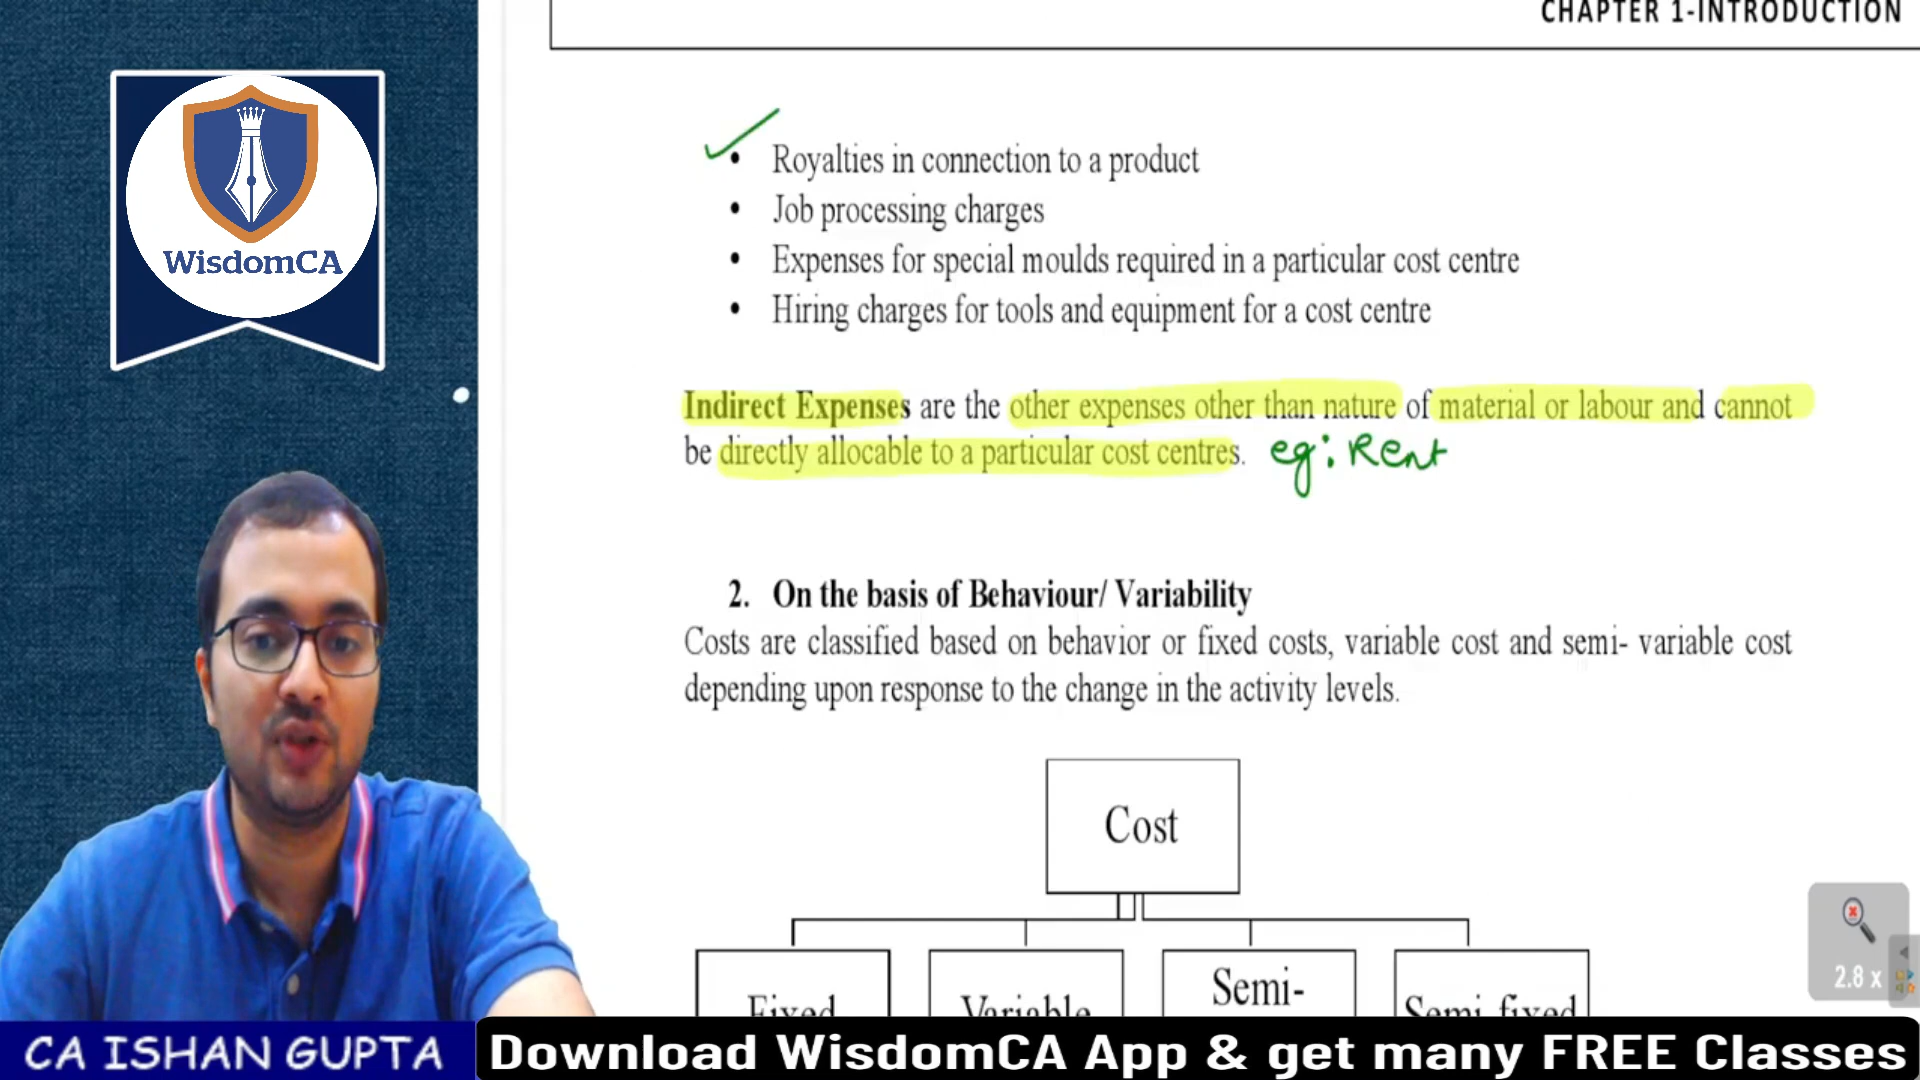 CHAPTER 1-INTRODUCTION
WisdomCA
• Royalties in connection to a product
• Job processing charges
• Expenses for special moulds required in a particular cost centre
• Hiring charges for tools and equipment for a cost centre
Indirect Expenses are the other expenses other than nature of material or labour and cannot
be directly allocable to a particular cost centres. eg: Rent
2. On the basis of Behaviour/ Variability
Costs are classified based on behavior or fixed costs, variable cost and semi- variable cost
depending upon response to the change in the activity levels.
Cost
Fixed
Variable
Semi-
Semi-fixed
2.8 x
CA ISHAN GUPTA
Download WisdomCA App & get many FREE Classes